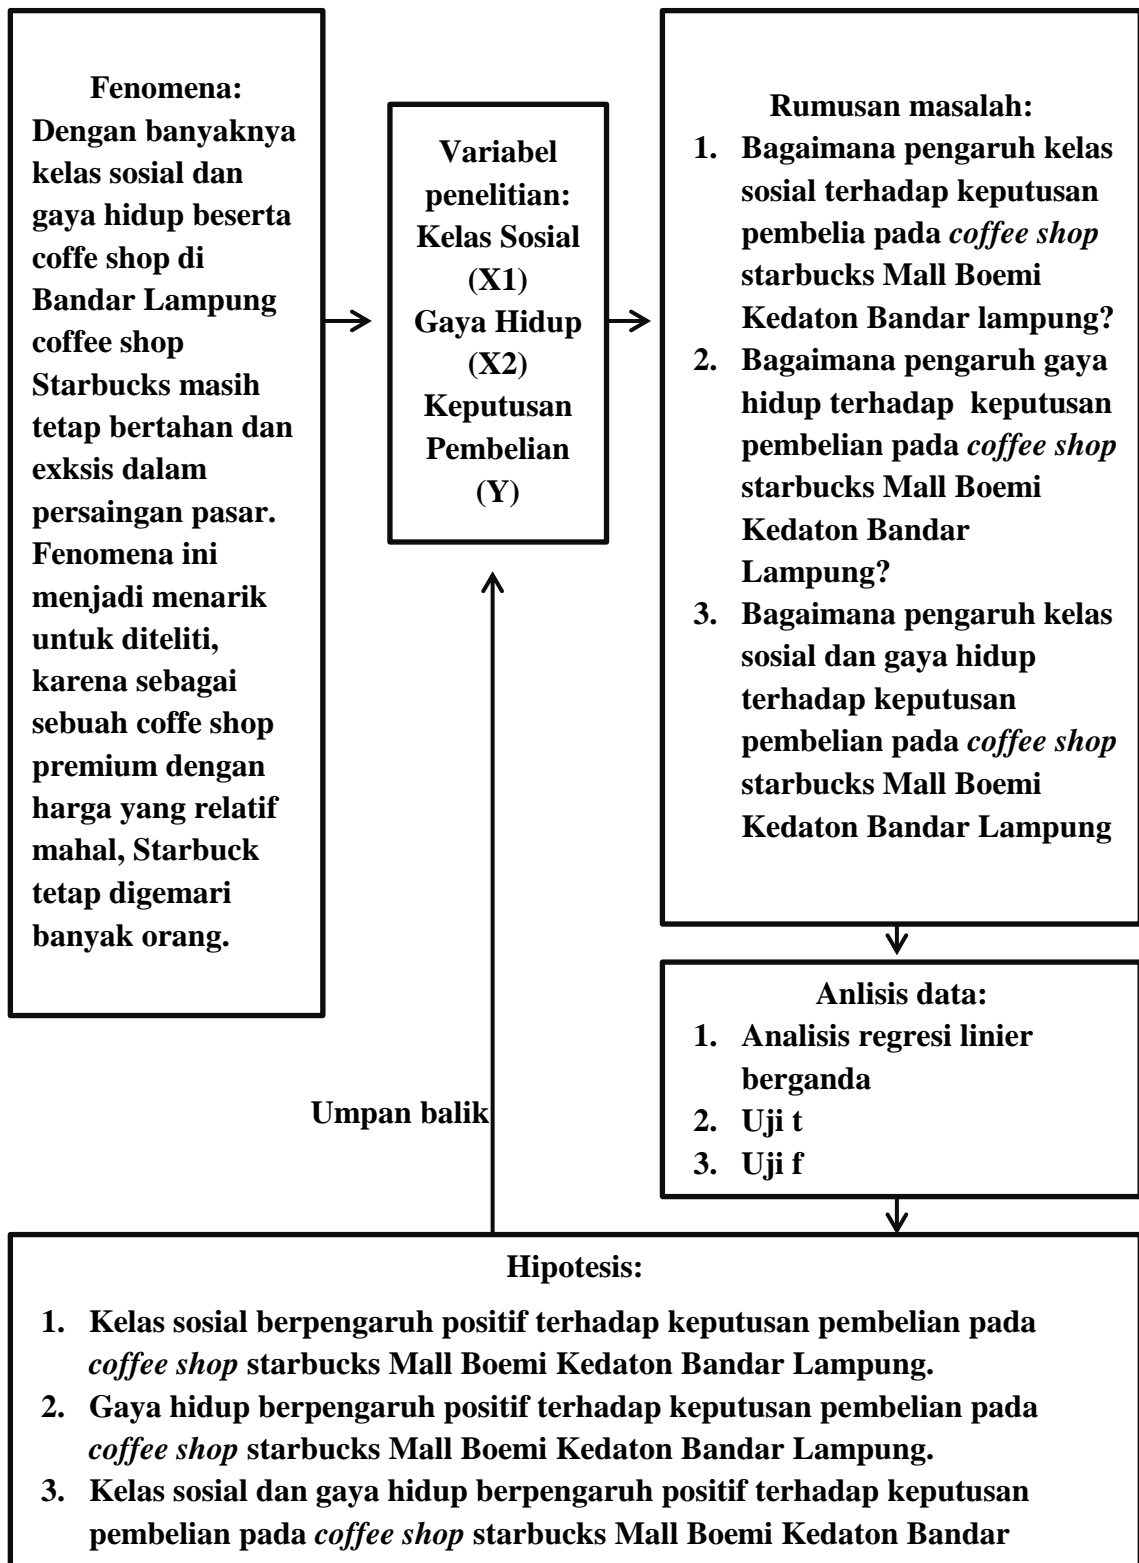 Fenomena:
Dengan banyaknya
kelas sosial dan
gaya hidup beserta
coffe shop di
Bandar Lampung
coffee shop
Starbucks masih
tetap bertahan dan
exksis dalam
persaingan pasar.
Fenomena ini
menjadi menarik
untuk diteliti,
karena sebagai
sebuah coffe shop
premium dengan
harga yang relatif
mahal, Starbuck
tetap digemari
banyak orang.
Variabel
penelitian:
Kelas Sosial
(X1)
Gaya Hidup
(X2)
Keputusan
Pembelian
(Y)
Rumusan masalah:
1. Bagaimana pengaruh kelas
sosial terhadap keputusan
pembelia pada coffee shop
starbucks Mall Boemi
Kedaton Bandar lampung?
2. Bagaimana pengaruh gaya
hidup terhadap keputusan
pembelian pada coffee shop
starbucks Mall Boemi
Kedaton Bandar
Lampung?
3. Bagaimana pengaruh kelas
sosial dan gaya hidup
terhadap keputusan
pembelian pada coffee shop
starbucks Mall Boemi
Kedaton Bandar Lampung
Anlisis data:
1. Analisis regresi linier
berganda
2. Uji t
3. Uji f
Umpan balik
Hipotesis:
1. Kelas sosial berpengaruh positif terhadap keputusan pembelian pada
coffee shop starbucks Mall Boemi Kedaton Bandar Lampung.
2. Gaya hidup berpengaruh positif terhadap keputusan pembelian pada
coffee shop starbucks Mall Boemi Kedaton Bandar Lampung.
3. Kelas sosial dan gaya hidup berpengaruh positif terhadap keputusan
pembelian pada coffee shop starbucks Mall Boemi Kedaton Bandar